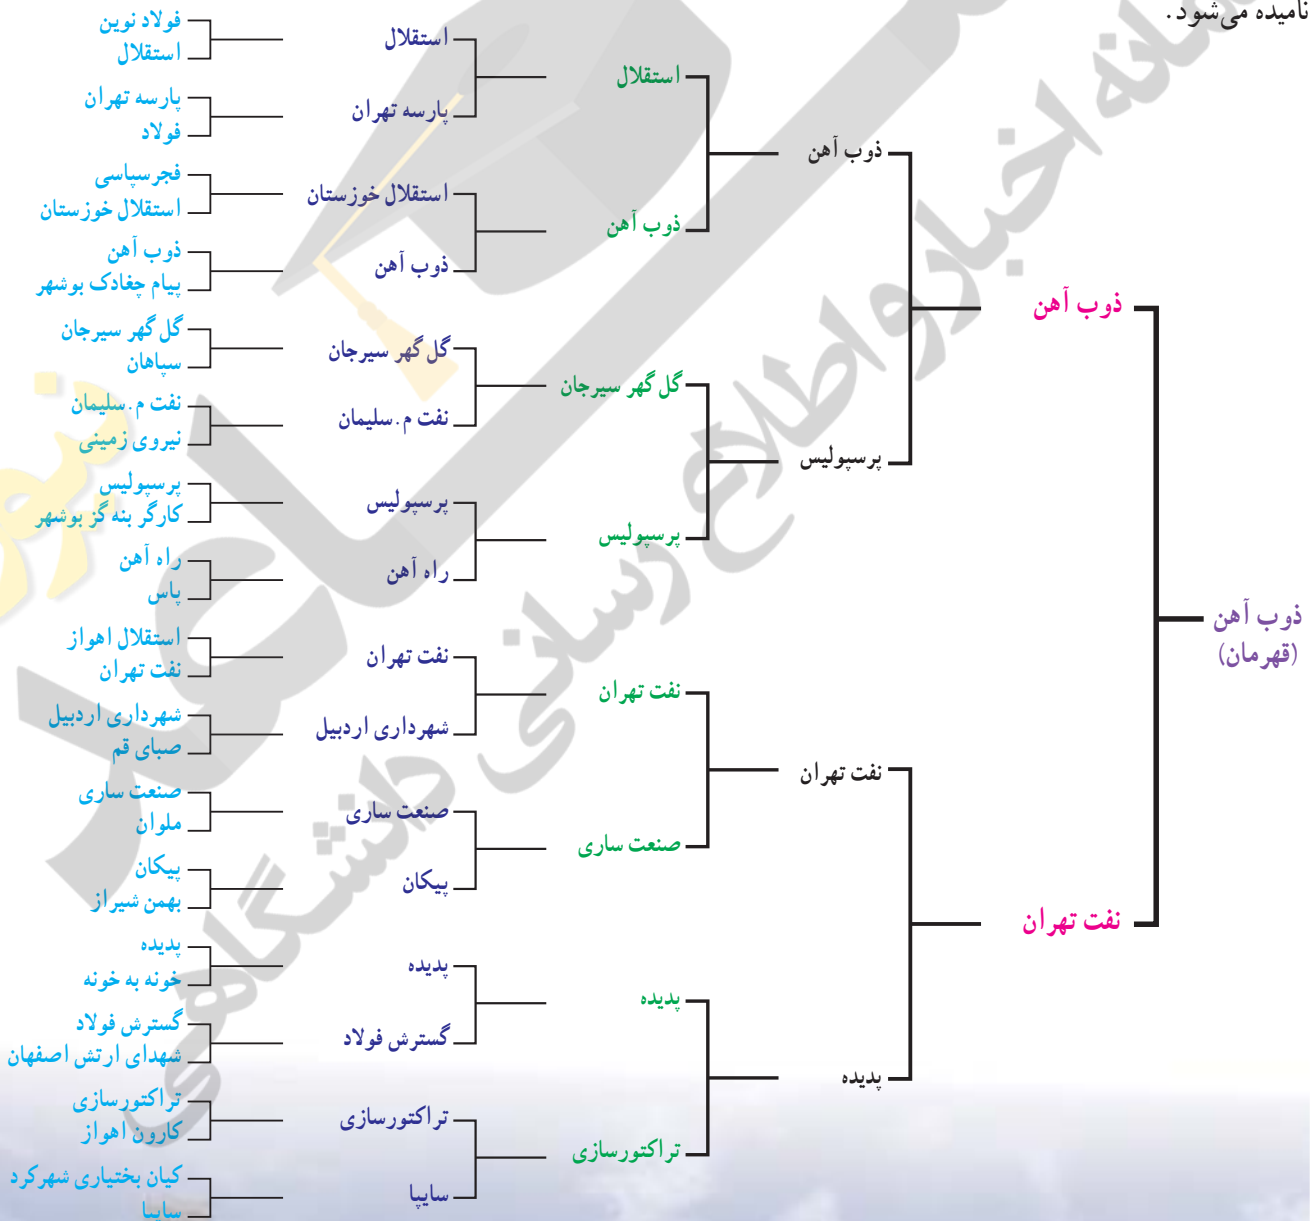 نامیده می‌شود.
فولاد نوین
استقلال
پارسه تهران
فولاد
فجرسپاسی
استقلال خوزستان
ذوب آهن
پیام چغادک بوشهر
گل گهر سیرجان
سپاهان
نفت م.سلیمان
نیروی زمینی
پرسپولیس
کارگر بنه گز بوشهر
راه آهن
پاس
استقلال اهواز
نفت تهران
شهرداری اردبیل
صبای قم
صنعت ساری
ملوان
پیکان
بهمن شیراز
پدیده
خونه به خونه
گسترش فولاد
شهدای ارتش اصفهان
تراکتورسازی
کارون اهواز
کیان بختیاری شهرکرد
سایپا
استقلال
پارسه تهران
استقلال خوزستان
ذوب آهن
گل گهر سیرجان
نفت م.سلیمان
پرسپولیس
راه آهن
نفت تهران
شهرداری اردبیل
صنعت ساری
پیکان
پدیده
گسترش فولاد
تراکتورسازی
سایپا
استقلال
ذوب آهن
گل گهر سیرجان
پرسپولیس
نفت تهران
صنعت ساری
پدیده
تراکتورسازی
ذوب آهن
پرسپولیس
نفت تهران
پدیده
ذوب آهن
نفت تهران
ذوب آهن
(قهرمان)